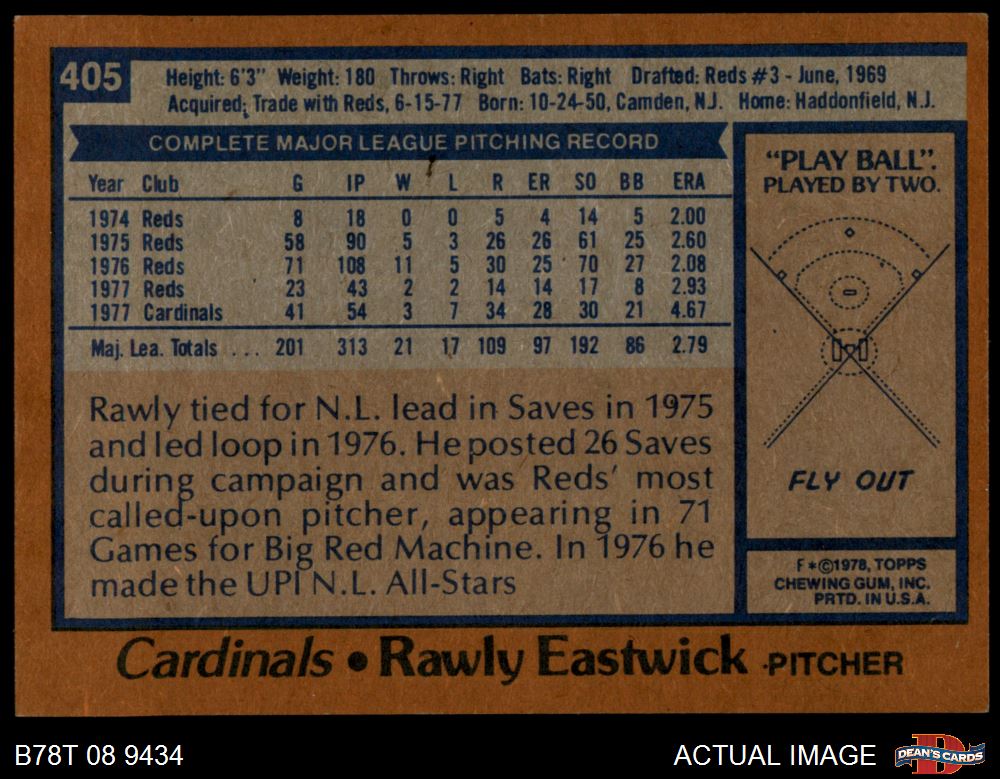 405
Height: 6'3" Weight: 180 Throws: Right Bats: Right Drafted: Reds #3 - June, 1969
Acquired: Trade with Reds, 6-15-77 Born: 10-24-50, Camden, N.J. Home: Haddonfield, N.J.
COMPLETE MAJOR LEAGUE PITCHING RECORD
Year Club G IP W L R ER SO BB ERA
1974 Reds 8 18 0 0 5 4 14 5 2.00
1975 Reds 58 90 5 3 26 26 61 25 2.60
1976 Reds 71 108 11 5 30 25 70 27 2.08
1977 Reds 23 43 2 2 14 14 17 8 2.93
1977 Cardinals 41 54 3 7 34 28 30 21 4.67
Maj. Lea. Totals ... 201 313 21 17 109 97 192 86 2.79
Rawly tied for N.L. lead in Saves in 1975
and led loop in 1976. He posted 26 Saves
during campaign and was Reds' most
called-upon pitcher, appearing in 71
Games for Big Red Machine. In 1976 he
made the UPI N.L. All-Stars
"PLAY BALL".
PLAYED BY TWO.
FLY OUT
F*©1978, TOPPS
CHEWING GUM, INC.
PRTD. IN U.S.A.
Cardinals • Rawly Eastwick • PITCHER
B78T 08 9434
ACTUAL IMAGE
DEAN'S CARDS